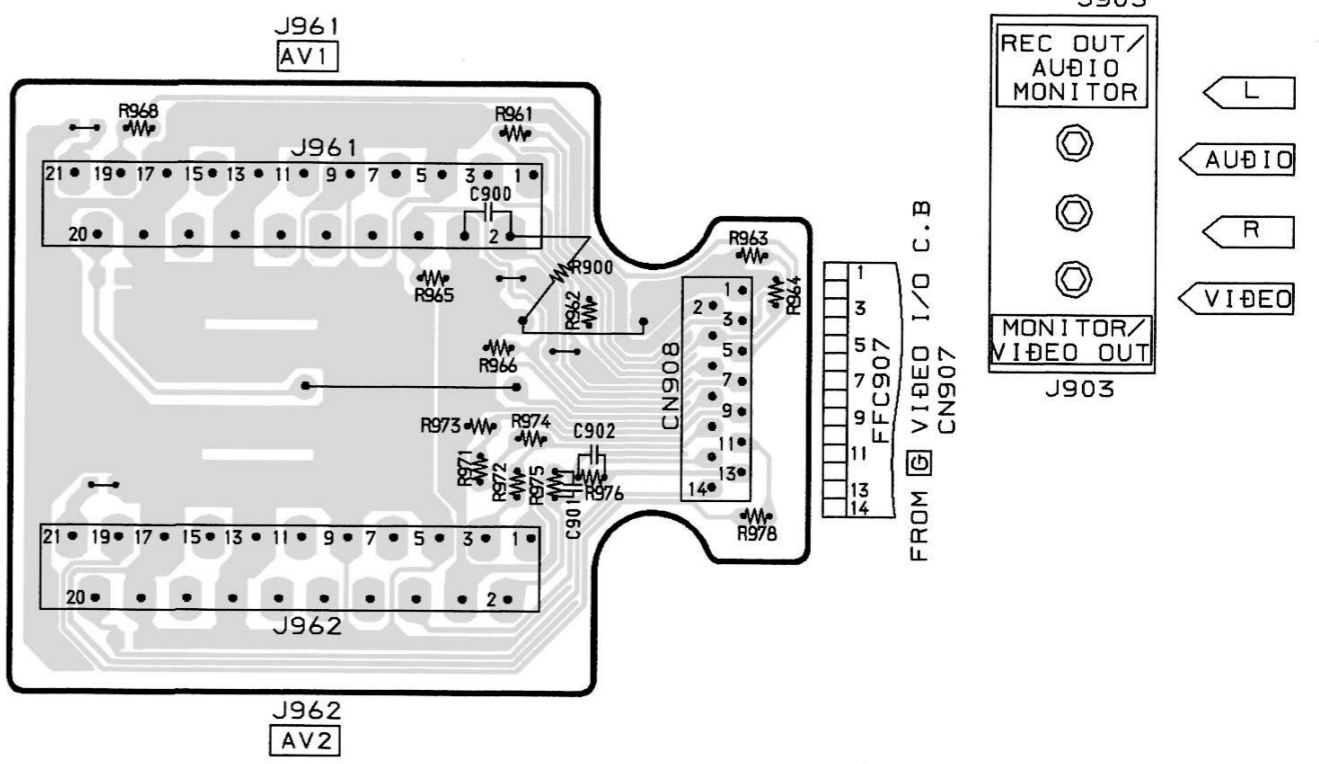 J961
AV1
R968
R961
J961
21 19 17 15 13 11 9 7 5 3 1
C900
20 2
R900
R965
R962
R966
R963
R964
1
2
3
5
7
9
11
13
14
CN908
R973
R974
C902
R971
R972
R975
C901
R976
R978
21 19 17 15 13 11 9 7 5 3 1
20 2
J962
J962
AV2
1
3
5
7
9
11
13
14
FFC907
FROM G VIDEO I/O C.B
CN907
J903
REC OUT/
AUDIO
MONITOR
L
AUDIO
R
VIDEO
MONITOR/
VIDEO OUT
J903